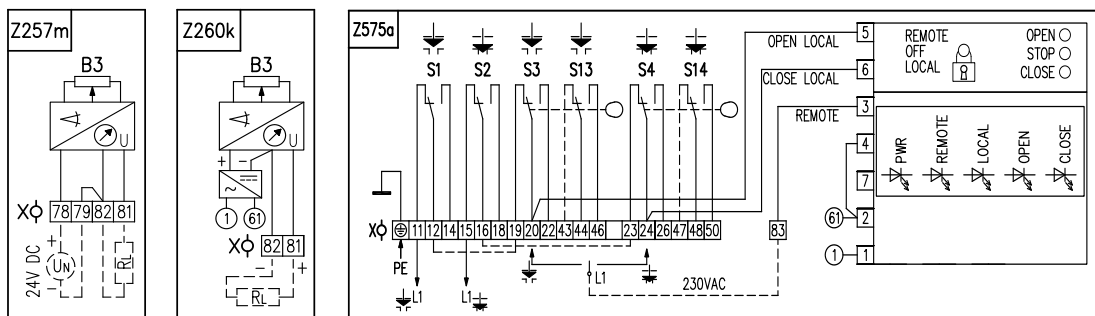 Z257m
B3
U
X
78 79 82 81
24V DC
+
UN
−
RL
Z260k
B3
U
+ −
~
1 61
X
82 81
− +
RL
Z575a
S1 S2 S3 S13 S4 S14
X
11 12 14 15 16 18 19 20 22 43 44 46 23 24 26 47 48 50 83
PE
L1 L1 L1
230VAC
OPEN LOCAL
CLOSE LOCAL
REMOTE
5
6
3
4
7
2
1
61
1
REMOTE
OFF
LOCAL
OPEN
STOP
CLOSE
PWR
REMOTE
LOCAL
OPEN
CLOSE